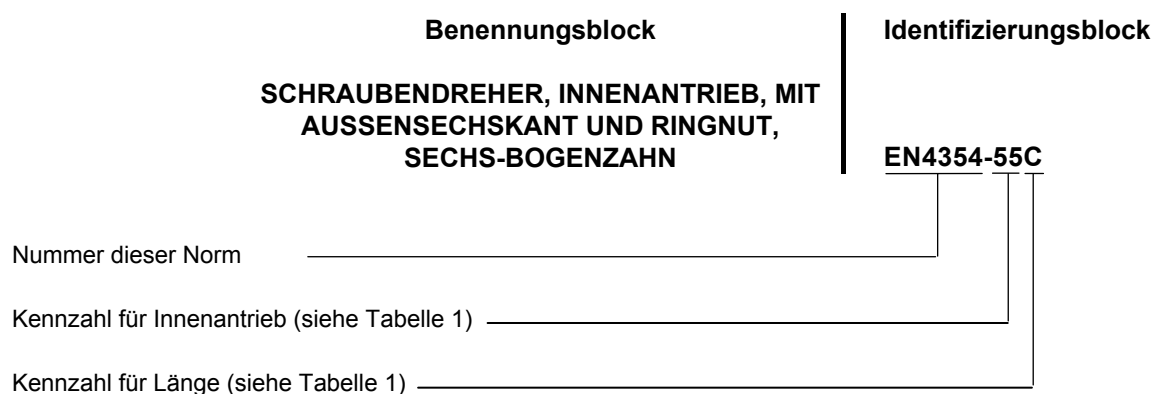 Benennungsblock
Identifizierungsblock
SCHRAUBENDREHER, INNENANTRIEB, MIT
AUSSENSECHSKANT UND RINGNUT,
SECHS-BOGENZAHN
EN4354-55C
Nummer dieser Norm
Kennzahl für Innenantrieb (siehe Tabelle 1)
Kennzahl für Länge (siehe Tabelle 1)